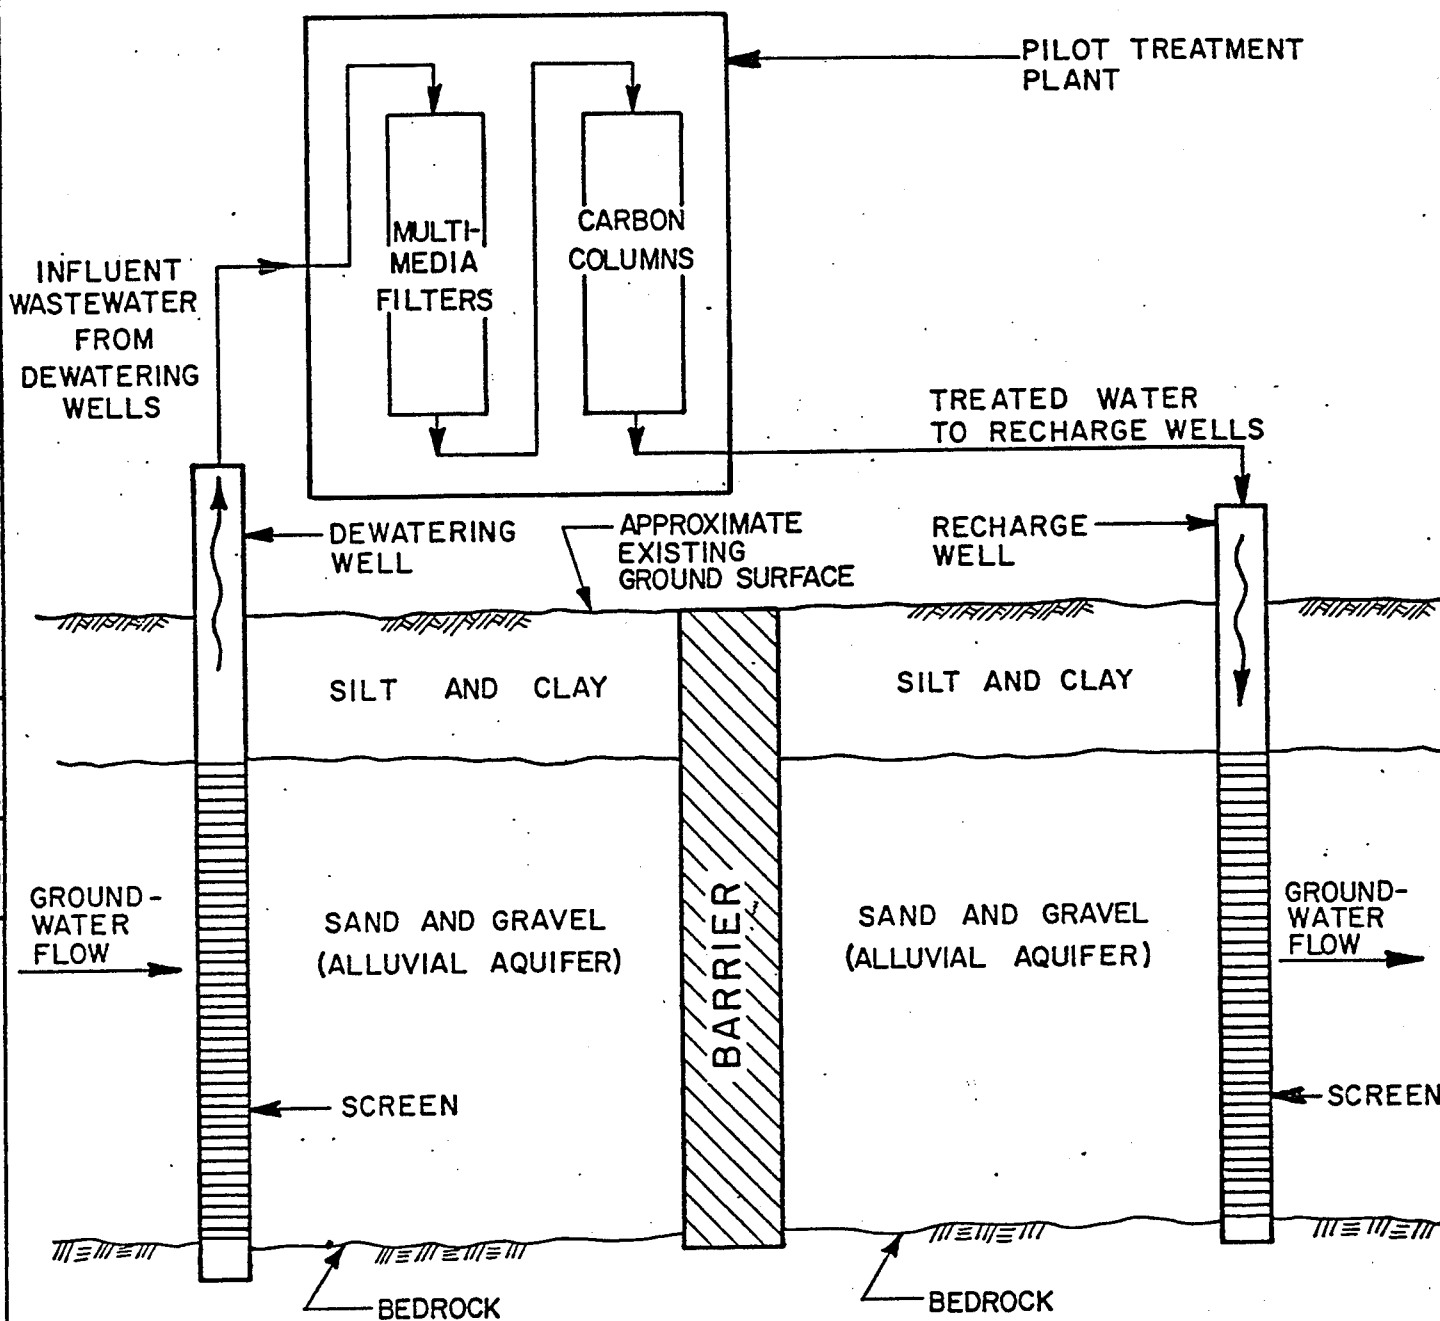 PILOT TREATMENT
PLANT
MULTI-
MEDIA
FILTERS
CARBON
COLUMNS
INFLUENT
WASTEWATER
FROM
DEWATERING
WELLS
TREATED WATER
TO RECHARGE WELLS
DEWATERING
WELL
APPROXIMATE
EXISTING
GROUND SURFACE
RECHARGE
WELL
SILT AND CLAY
SILT AND CLAY
GROUND-
WATER
FLOW
SAND AND GRAVEL
(ALLUVIAL AQUIFER)
BARRIER
SAND AND GRAVEL
(ALLUVIAL AQUIFER)
GROUND-
WATER
FLOW
SCREEN
SCREEN
BEDROCK
BEDROCK